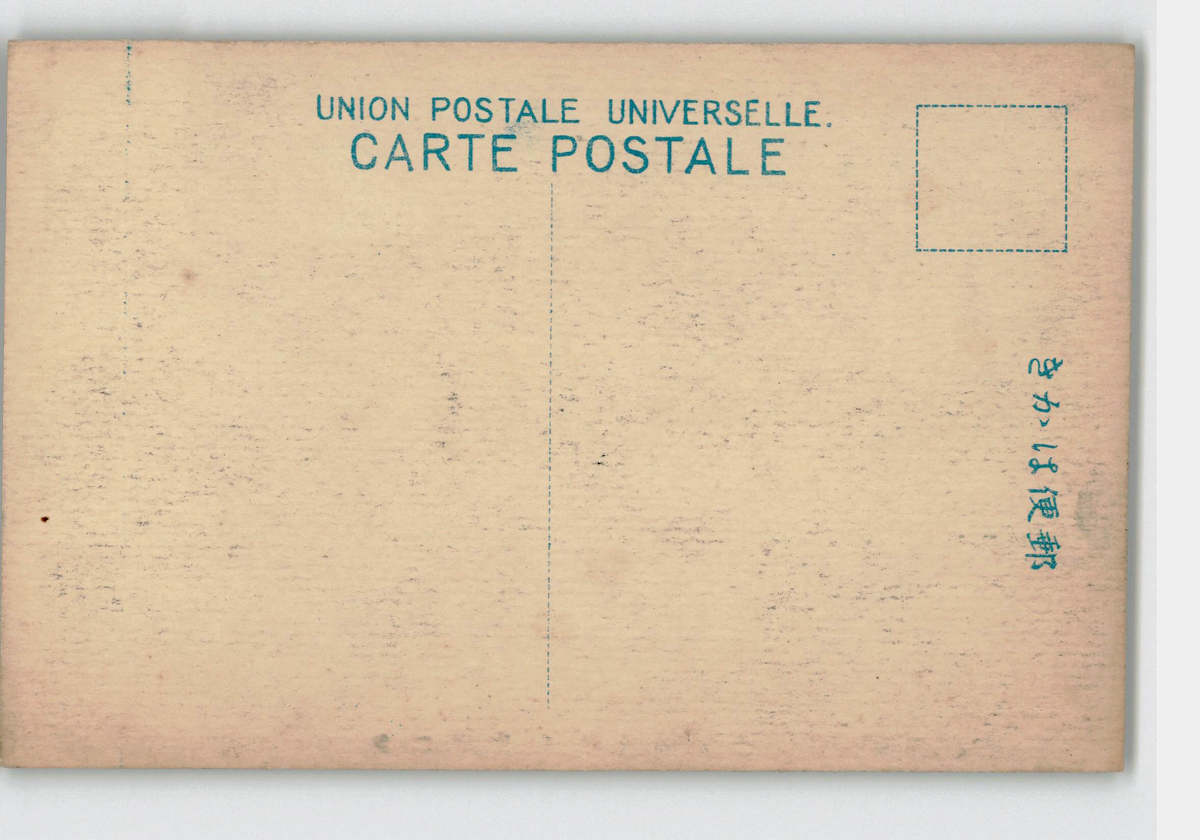 UNION POSTALE UNIVERSELLE.
CARTE POSTALE
きかは便郵